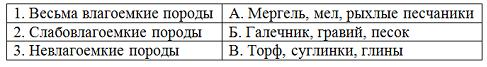 1. Весьма влагоемкие породы А. Мергель, мел, рыхлые песчаники
2. Слабовлагоемкие породы Б. Галечник, гравий, песок
3. Невлагоемкие породы В. Торф, суглинки, глины